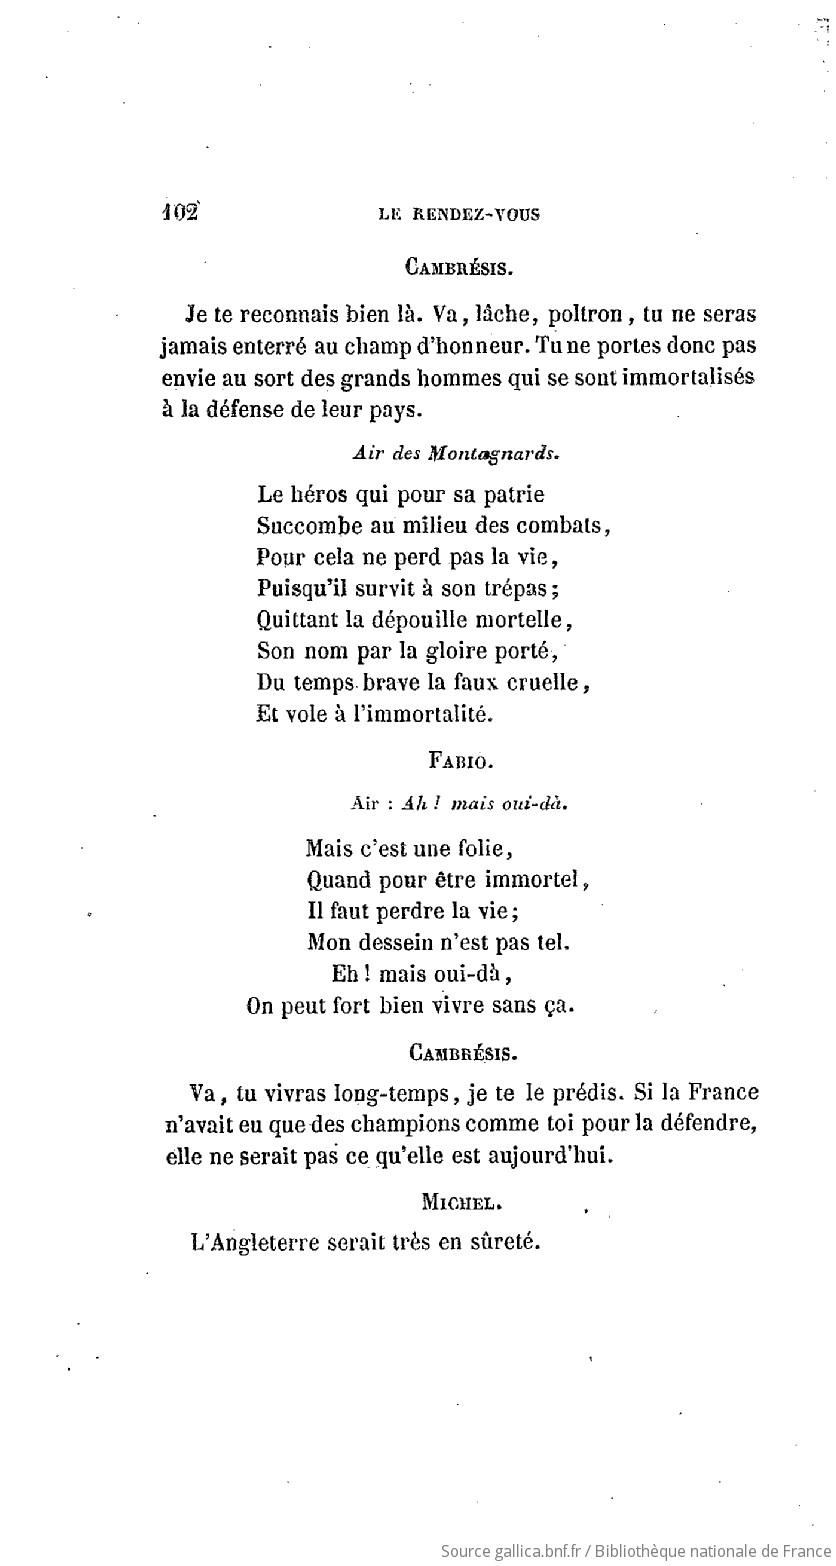 102 LE RENDEZ-VOUS
CAMBRÉSIS.
Je te reconnais bien là. Va, lâche, poltron, tu ne seras
jamais enterré au champ d'honneur. Tu ne portes donc pas
envie au sort des grands hommes qui se sont immortalisés
à la défense de leur pays.
Air des Montagnards.
Le héros qui pour sa patrie
Succombe au milieu des combats,
Pour cela ne perd pas la vie,
Puisqu'il survit à son trépas;
Quittant la dépouille mortelle,
Son nom par la gloire porté,
Du temps brave la faux cruelle,
Et vole à l'immortalité.
FABIO.
Air : Ah! mais oui-dà.
Mais c'est une folie,
Quand pour être immortel,
Il faut perdre la vie;
Mon dessein n'est pas tel.
Eh! mais oui-dà,
On peut fort bien vivre sans ça.
CAMBRÉSIS.
Va, tu vivras long-temps, je te le prédis. Si la France
n'avait eu que des champions comme toi pour la défendre,
elle ne serait pas ce qu'elle est aujourd'hui.
MICHEL.
L'Angleterre serait très en sûreté.
Source gallica.bnf.fr / Bibliothèque nationale de France